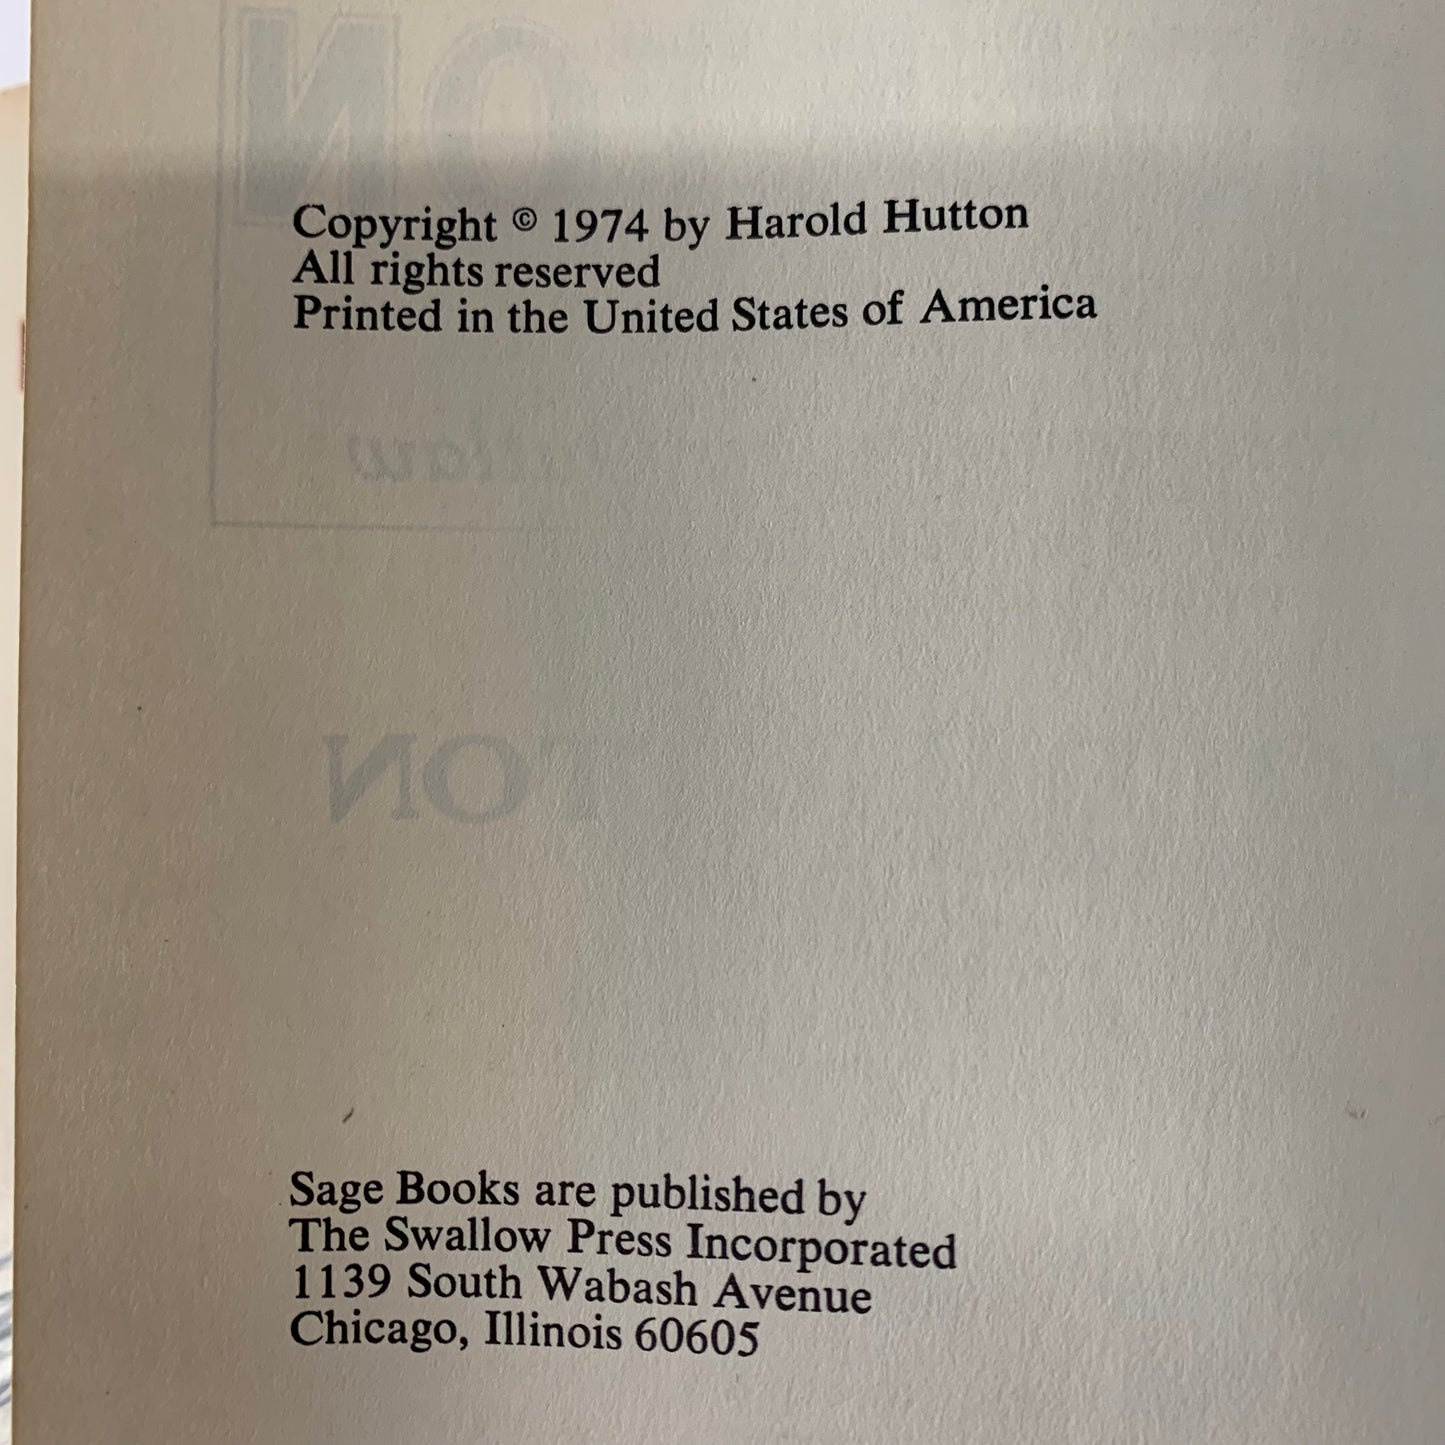 Copyright © 1974 by Harold Hutton
All rights reserved
Printed in the United States of America
TON
Sage Books are published by
The Swallow Press Incorporated
1139 South Wabash Avenue
Chicago, Illinois 60605